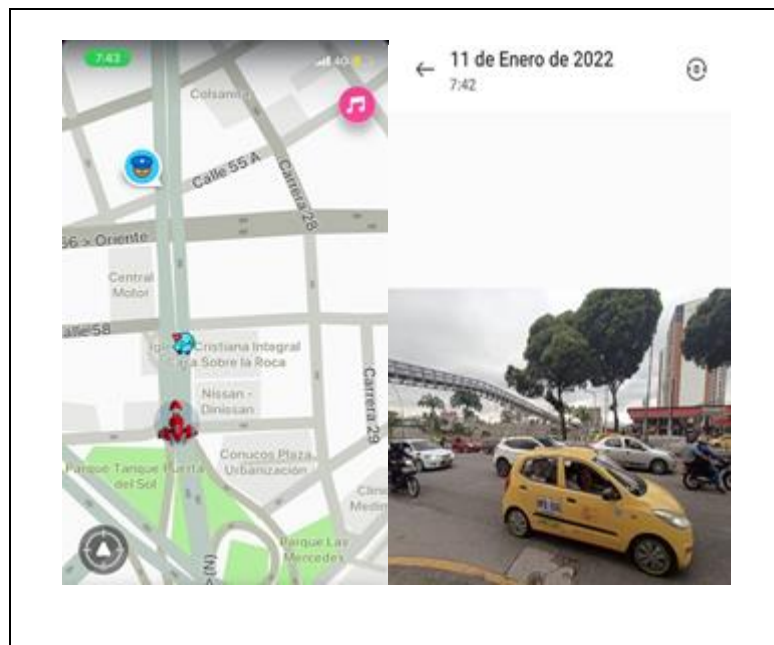 7:43
4G
Colsanitas
Calle 55 A
Carrera 28
56 > Oriente
Central
Motor
alle 58
Cristiana Integral
Sobre la Roca
Nissan -
Dinissan
Carrera 29
Parque Tanque Puerta
del Sol
Conucos Plaza
Urbanización
Parque Las
Mercedes
(N)
11 de Enero de 2022
7:42